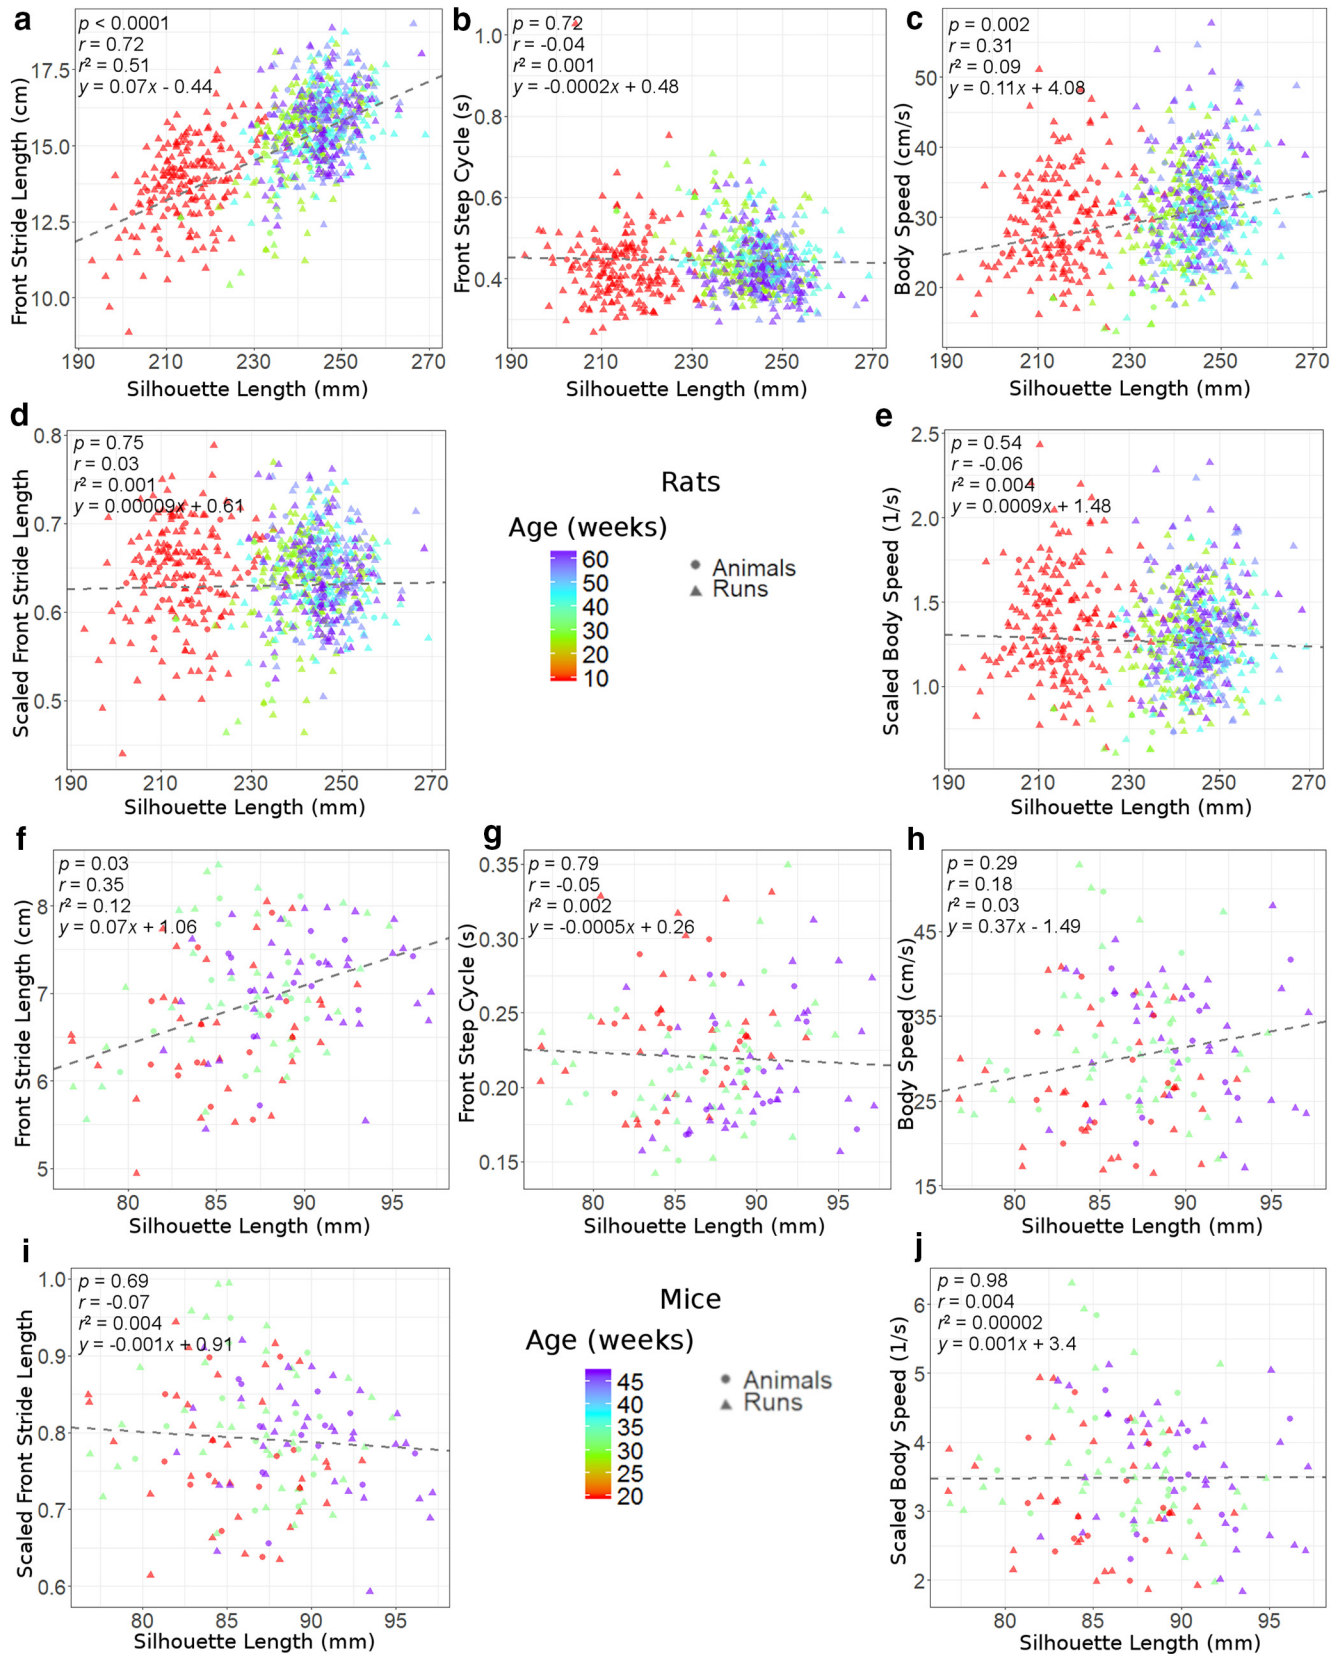 a
p < 0.0001
r = 0.72
r² = 0.51
y = 0.07x - 0.44
Front Stride Length (cm)
17.5
15.0
12.5
10.0
190 210 230 250 270
Silhouette Length (mm)
b
p = 0.72
r = -0.04
r² = 0.001
y = -0.0002x + 0.48
Front Step Cycle (s)
1.0
0.8
0.6
0.4
190 210 230 250 270
Silhouette Length (mm)
c
p = 0.002
r = 0.31
r² = 0.09
y = 0.11x + 4.08
Body Speed (cm/s)
50
40
30
20
190 210 230 250 270
Silhouette Length (mm)
d
p = 0.75
r = 0.03
r² = 0.001
y = 0.00009x + 0.61
Scaled Front Stride Length
0.8
0.7
0.6
0.5
190 210 230 250 270
Silhouette Length (mm)
Rats
Age (weeks)
60
50
40
30
20
10
Animals
Runs
e
p = 0.54
r = -0.06
r² = 0.004
y = 0.0009x + 1.48
Scaled Body Speed (1/s)
2.5
2.0
1.5
1.0
190 210 230 250 270
Silhouette Length (mm)
f
p = 0.03
r = 0.35
r² = 0.12
y = 0.07x + 1.06
Front Stride Length (cm)
8
7
6
5
80 85 90 95
Silhouette Length (mm)
g
p = 0.79
r = -0.05
r² = 0.002
y = -0.0005x + 0.26
Front Step Cycle (s)
0.35
0.30
0.25
0.20
0.15
80 85 90 95
Silhouette Length (mm)
h
p = 0.29
r = 0.18
r² = 0.03
y = 0.37x - 1.49
Body Speed (cm/s)
45
35
25
15
80 85 90 95
Silhouette Length (mm)
i
p = 0.69
r = -0.07
r² = 0.004
y = -0.001x + 0.91
Scaled Front Stride Length
1.0
0.9
0.8
0.7
0.6
80 85 90 95
Silhouette Length (mm)
Mice
Age (weeks)
45
40
35
30
25
20
Animals
Runs
j
p = 0.98
r = 0.004
r² = 0.00002
y = 0.001x + 3.4
Scaled Body Speed (1/s)
6
5
4
3
2
80 85 90 95
Silhouette Length (mm)